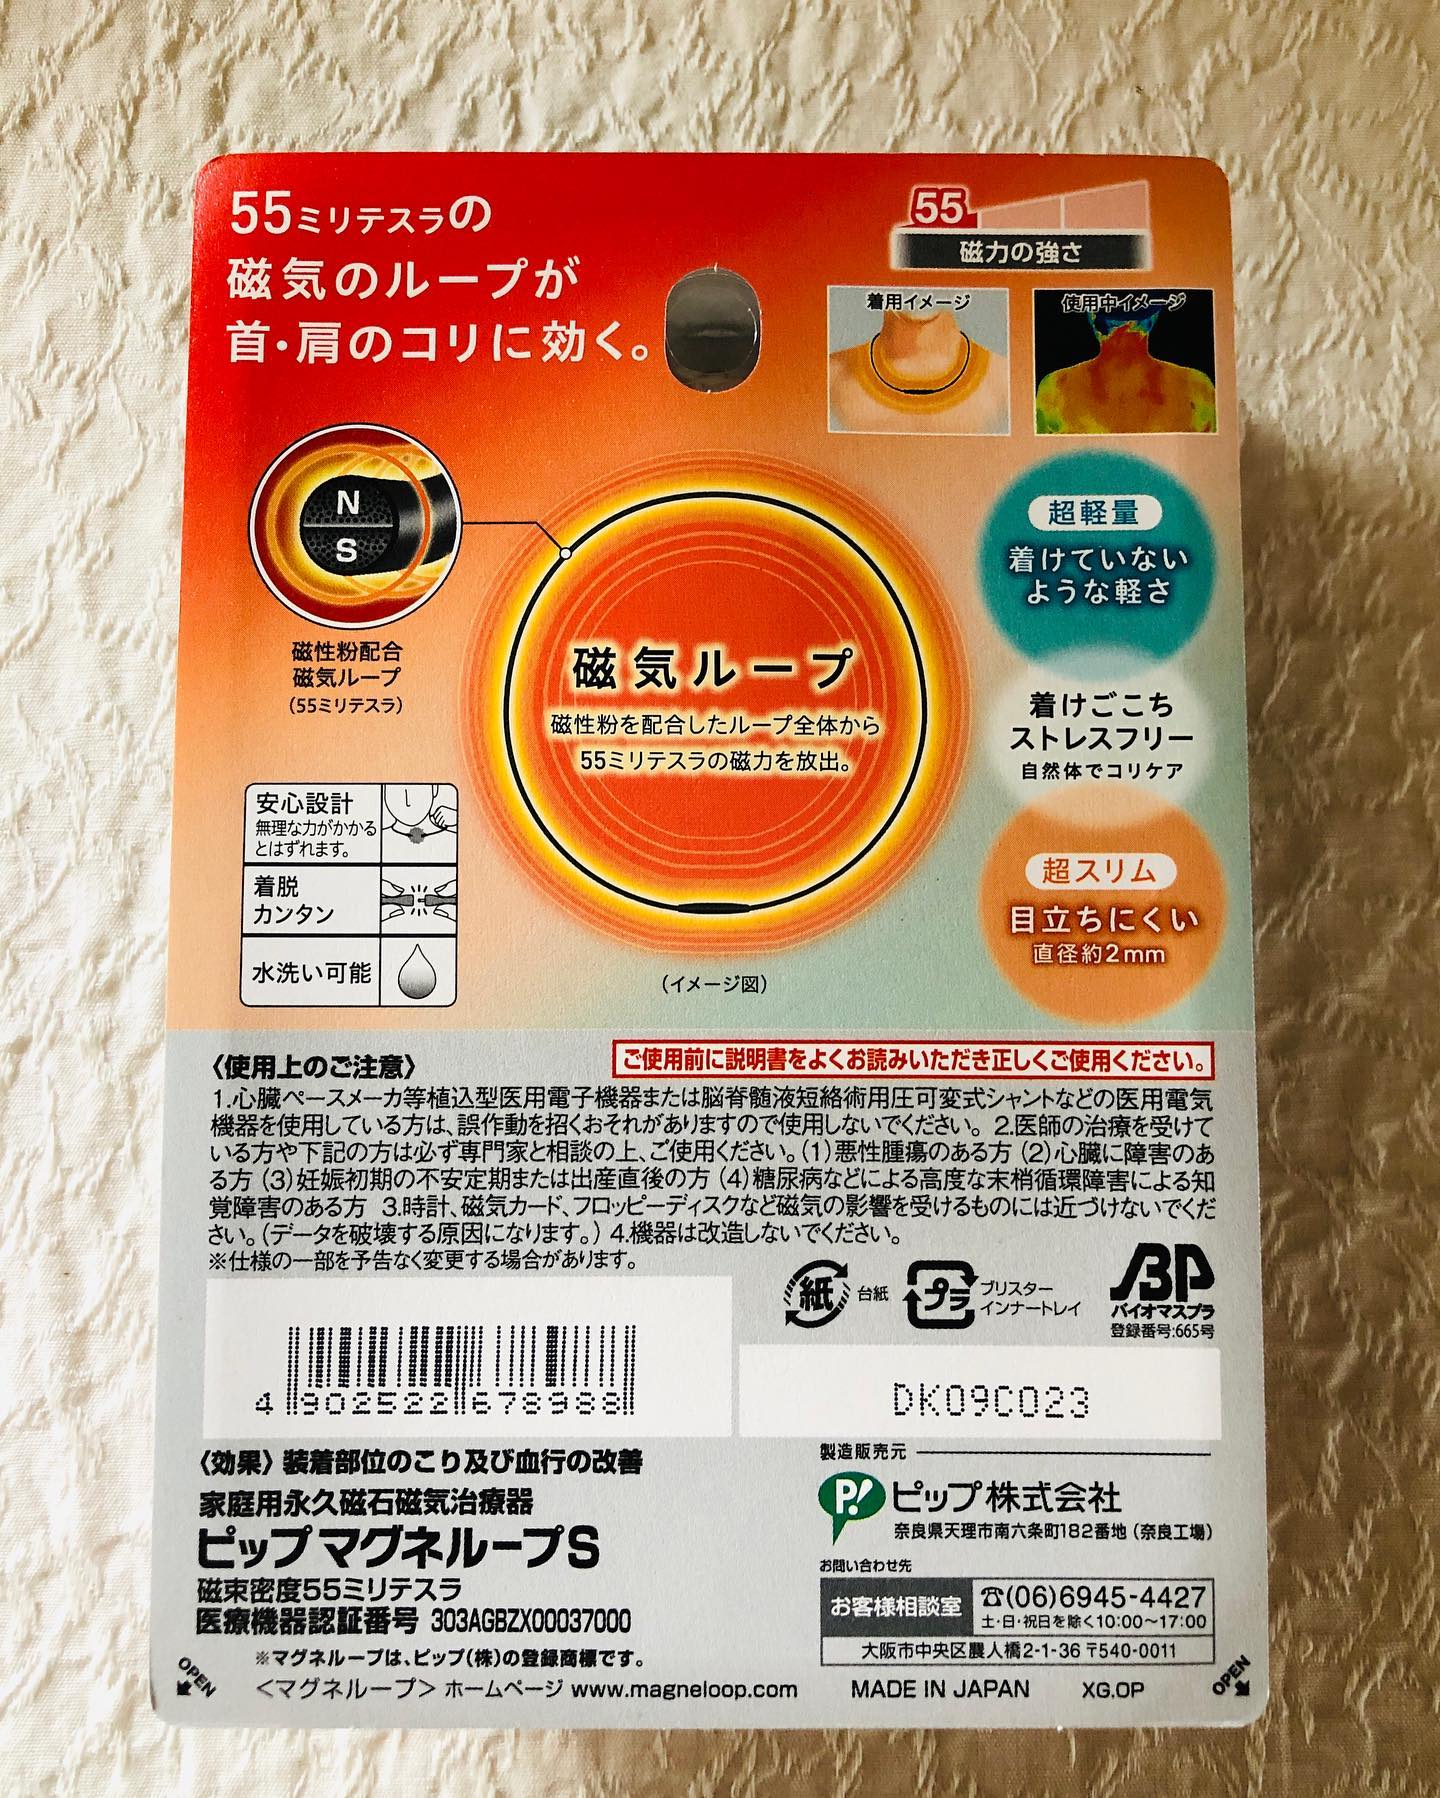 55ミリテスラの
磁気のループが
首・肩のコリに効く。
55
磁力の強さ
着用イメージ
使用中イメージ
N
S
磁性粉配合
磁気ループ
(55ミリテスラ)
磁気ループ
磁性粉を配合したループ全体から
55ミリテスラの磁力を放出。
(イメージ図)
超軽量
着けていない
ような軽さ
着けごこち
ストレスフリー
自然体でコリケア
超スリム
目立ちにくい
直径約2mm
安心設計
無理な力がかかる
とはずれます。
着脱
カンタン
水洗い可能
〈使用上のご注意〉
ご使用前に説明書をよくお読みいただき正しくご使用ください。
1.心臓ペースメーカ等植込型医用電子機器または脳脊髄液短絡術用圧可変式シャントなどの医用電気
機器を使用している方は、誤作動を招くおそれがありますので使用しないでください。 2.医師の治療を受けて
いる方や下記の方は必ず専門家と相談の上、ご使用ください。(1)悪性腫瘍のある方 (2)心臓に障害のあ
る方 (3)妊娠初期の不安定期または出産直後の方 (4)糖尿病などによる高度な末梢循環障害による知
覚障害のある方 3.時計、磁気カード、フロッピーディスクなど磁気の影響を受けるものには近づけないでくだ
さい。(データを破壊する原因になります。) 4.機器は改造しないでください。
※仕様の一部を予告なく変更する場合があります。
紙
台紙
プラ
ブリスター
インナートレイ
BP
バイオマスプラ
登録番号:665号
4 902522 678988
DK09C023
〈効果〉装着部位のこり及び血行の改善
家庭用永久磁石磁気治療器
ピップマグネループS
磁束密度55ミリテスラ
医療機器認証番号 303AGBZX00037000
※マグネループは、ピップ(株)の登録商標です。
製造販売元
P!
ピップ株式会社
奈良県天理市南六条町182番地(奈良工場)
お問い合わせ先
お客様相談室
☎(06)6945-4427
土・日・祝日を除く10:00〜17:00
大阪市中央区農人橋2-1-36 〒540-0011
OPEN
<マグネループ> ホームページ www.magneloop.com
MADE IN JAPAN
XG.OP
OPEN